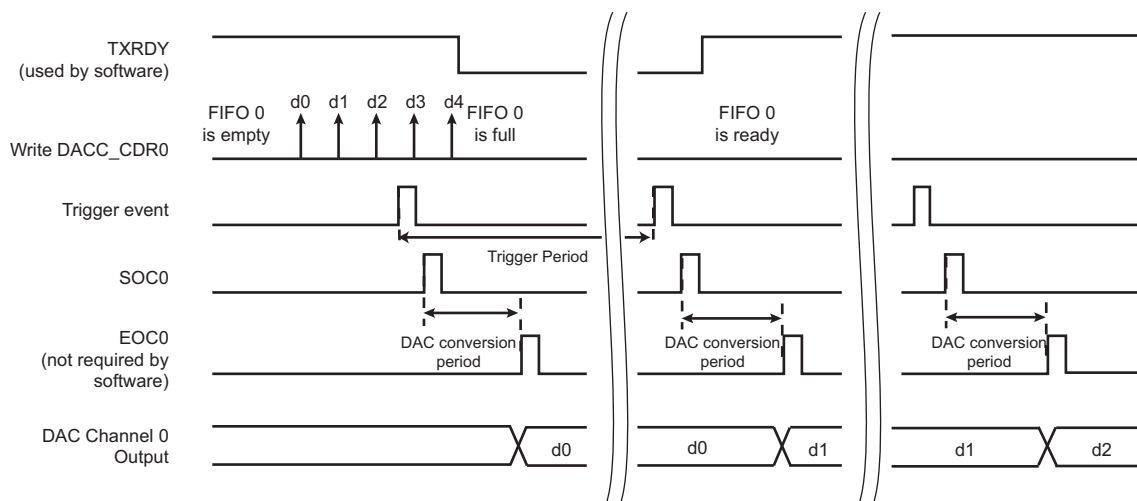 TXRDY
(used by software)
FIFO 0
is empty
d0
d1
d2
d3
d4
FIFO 0
is full
FIFO 0
is ready
Write DACC_CDR0
Trigger event
Trigger Period
SOC0
EOC0
(not required by
software)
DAC conversion
period
DAC conversion
period
DAC conversion
period
DAC Channel 0
Output
d0
d0
d1
d1
d2